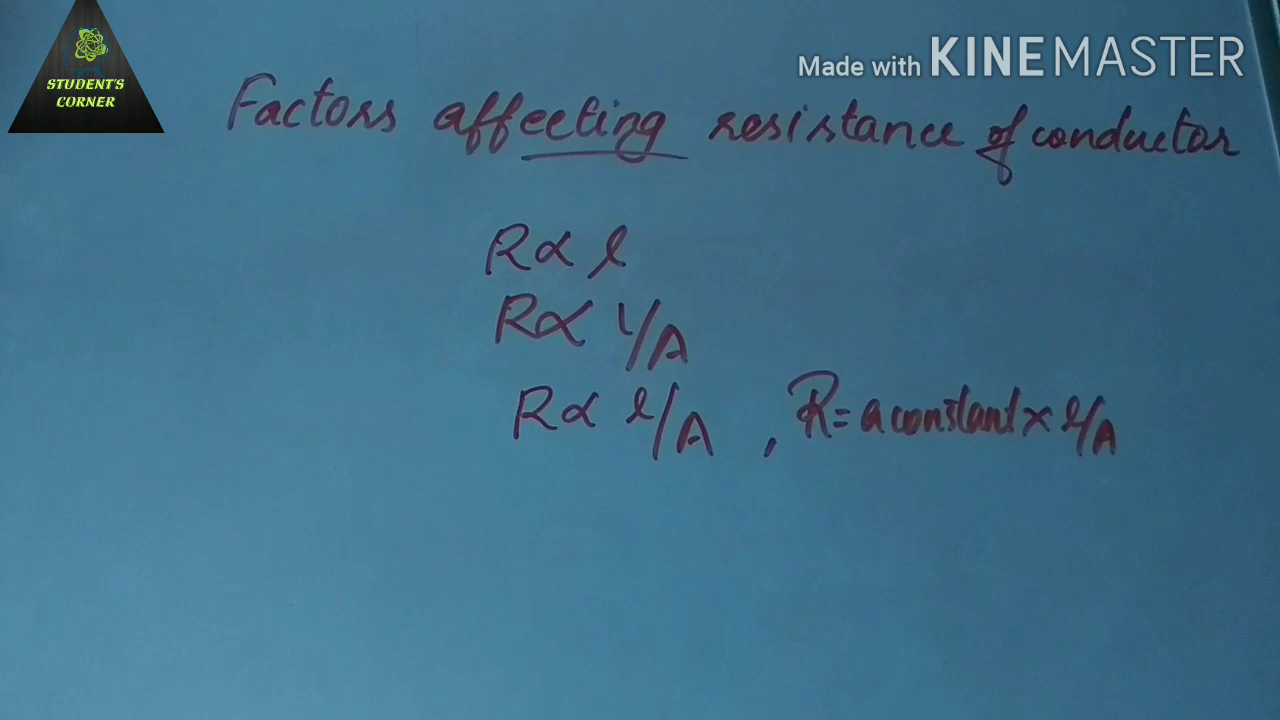 STUDENT'S
CORNER
Made with KINEMASTER
Factors affecting resistance of conductor
R∝ l
R∝ 1/A
R∝ l/A , R= a constant × l/A